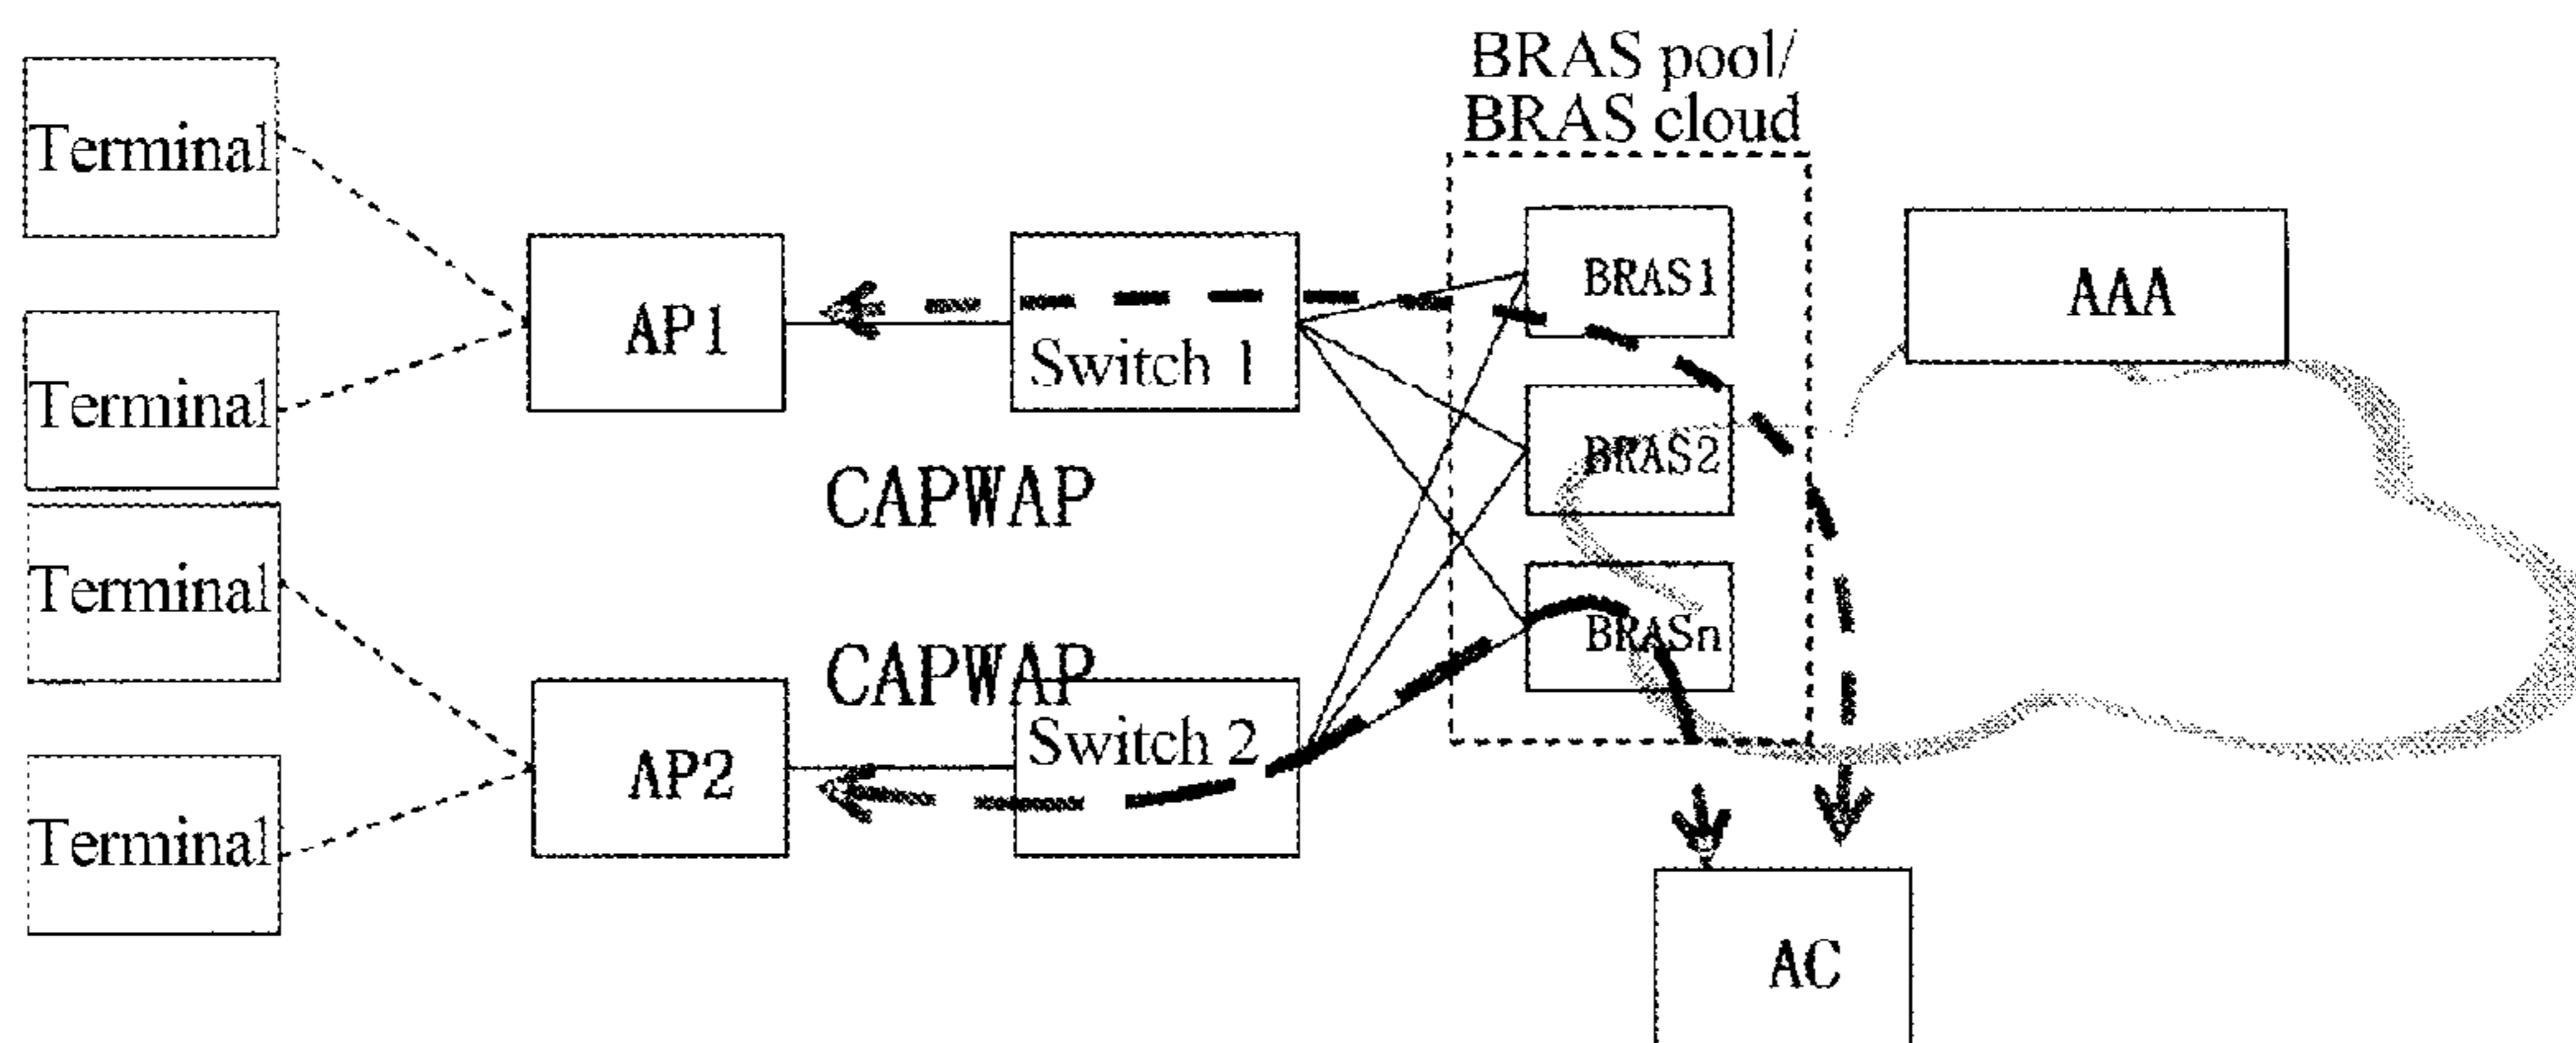 BRAS pool/
BRAS cloud
Terminal
Terminal
Terminal
Terminal
AP1
Switch 1
CAPWAP
CAPWAP
AP2
Switch 2
BRAS1
BRAS2
BRASn
AAA
AC